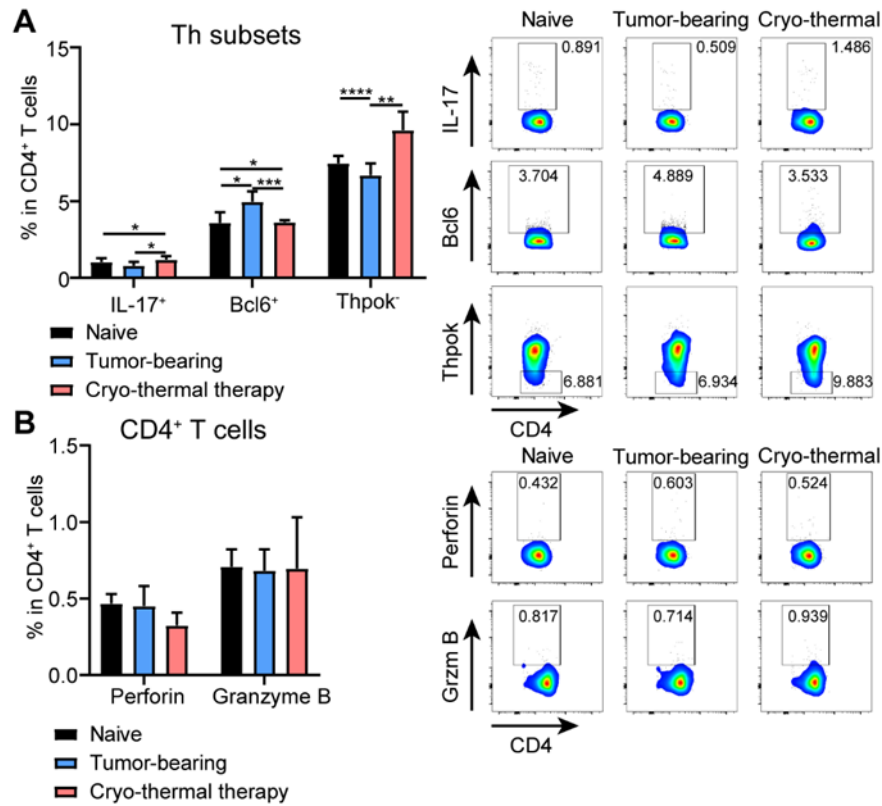 A
Th subsets
% in CD4⁺ T cells
15
10
5
0
* * * * *** **** **
IL-17⁺ Bcl6⁺ Thpok⁻
Naive
Tumor-bearing
Cryo-thermal therapy
Naive Tumor-bearing Cryo-thermal
IL-17
0.891 0.509 1.486
Bcl6
3.704 4.889 3.533
Thpok
6.881 6.934 9.883
CD4
B
CD4⁺ T cells
% in CD4⁺ T cells
1.5
1.0
0.5
0.0
Perforin Granzyme B
Naive
Tumor-bearing
Cryo-thermal therapy
Naive Tumor-bearing Cryo-thermal
Perforin
0.432 0.603 0.524
Grzm B
0.817 0.714 0.939
CD4